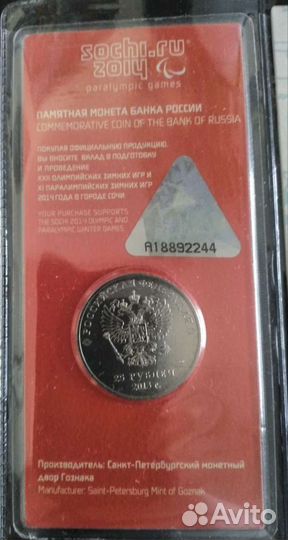 sochi.ru
2014
paralympic games
ПАМЯТНАЯ МОНЕТА БАНКА РОССИИ
COMMEMORATIVE COIN OF THE BANK OF RUSSIA
ПОКУПАЯ ОФИЦИАЛЬНУЮ ПРОДУКЦИЮ,
ВЫ ВНОСИТЕ ВКЛАД В ПОДГОТОВКУ
И ПРОВЕДЕНИЕ
XXII ОЛИМПИЙСКИХ ЗИМНИХ ИГР И
XI ПАРАЛИМПИЙСКИХ ЗИМНИХ ИГР
2014 ГОДА В ГОРОДЕ СОЧИ
YOUR PURCHASE SUPPORTS
THE SOCHI 2014 OLYMPIC AND
PARALYMPIC WINTER GAMES.
A18892244
РОССИЙСКАЯ ФЕДЕРАЦИЯ
25 РУБЛЕЙ
2013 г.
Производитель: Санкт-Петербургский монетный
двор Гознака
Manufacturer: Saint-Petersburg Mint of Goznak
Avito